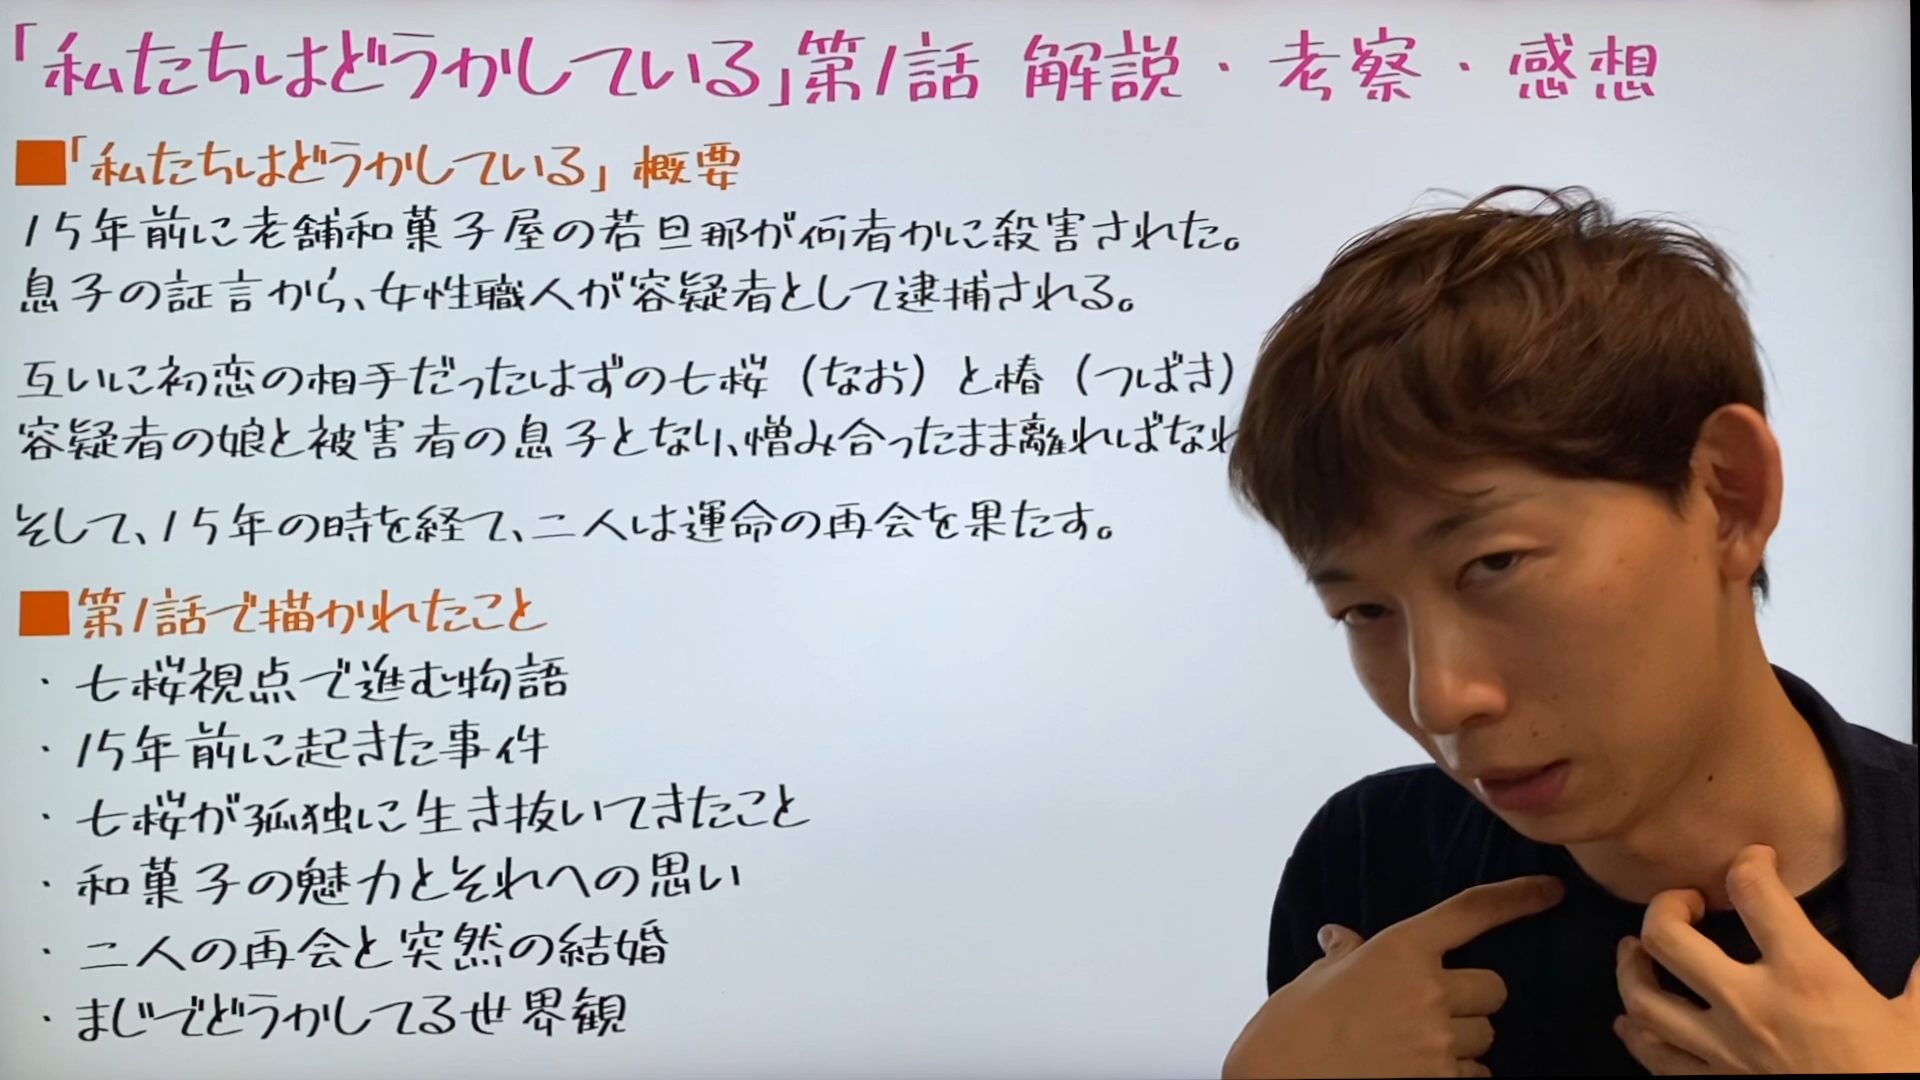 「私たちはどうかしている」第1話 解説・考察・感想
■「私たちはどうかしている」概要
15年前に老舗和菓子屋の若旦那が何者かに殺害された。
息子の証言から、女性職人が容疑者として逮捕される。
互いに初恋の相手だったはずの七桜（なお）と椿（つばき）
容疑者の娘と被害者の息子となり、憎み合ったまま離ればなれ
そして、15年の時を経て、二人は運命の再会を果たす。
■第1話で描かれたこと
・七桜視点で進む物語
・15年前に起きた事件
・七桜が孤独に生き抜いてきたこと
・和菓子の魅力とそれへの思い
・二人の再会と突然の結婚
・まじでどうかしてる世界観